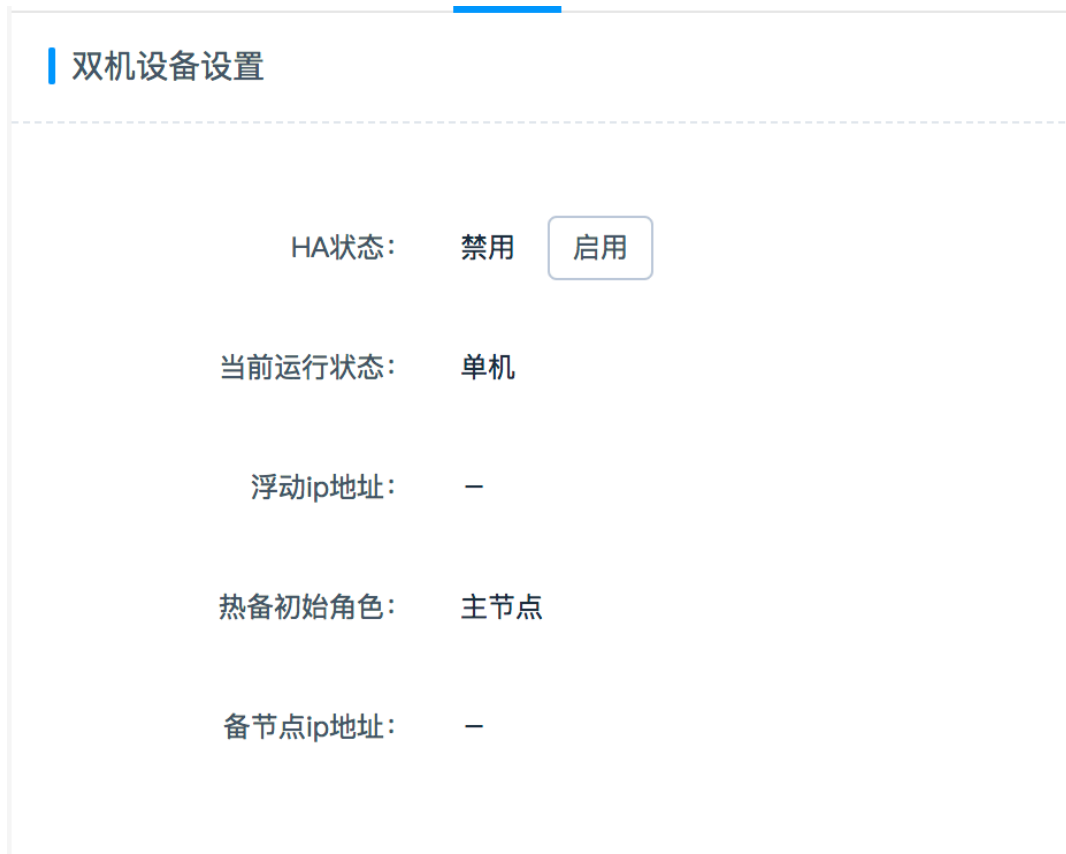 双机设备设置
HA状态： 禁用 启用
当前运行状态： 单机
浮动ip地址： —
热备初始角色： 主节点
备节点ip地址： —